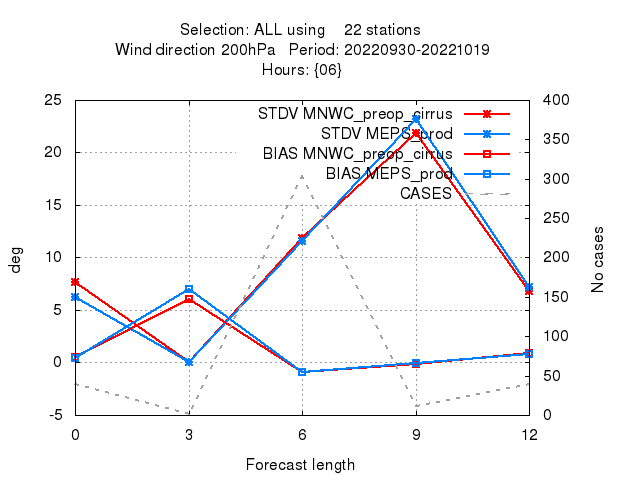 Selection: ALL using 22 stations
Wind direction 200hPa Period: 20220930-20221019
Hours: {06}
STDV MNWC_preop_cirrus
STDV MEPS_prod
BIAS MNWC_preop_cirrus
BIAS MEPS_prod
CASES
25
20
15
10
5
0
-5
deg
400
350
300
250
200
150
100
50
0
No cases
0 3 6 9 12
Forecast length